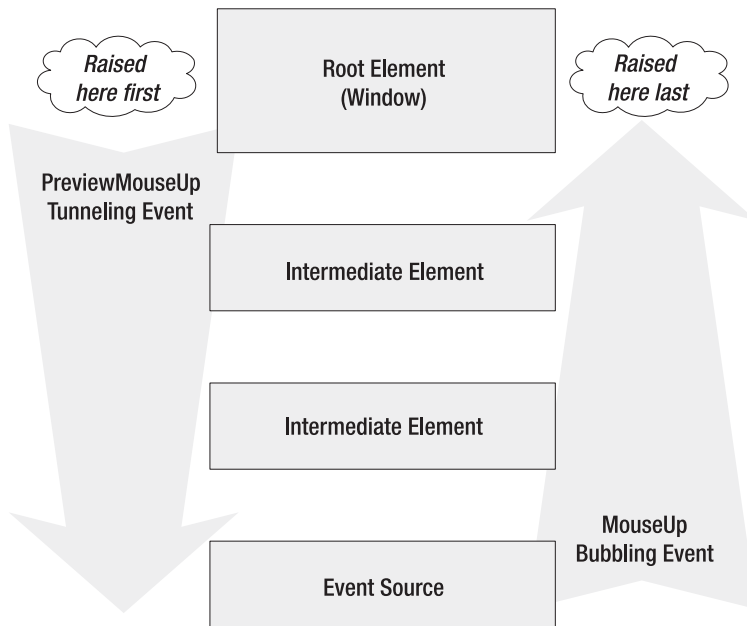 Raised
here first
Root Element
(Window)
Raised
here last
PreviewMouseUp
Tunneling Event
Intermediate Element
Intermediate Element
MouseUp
Bubbling Event
Event Source